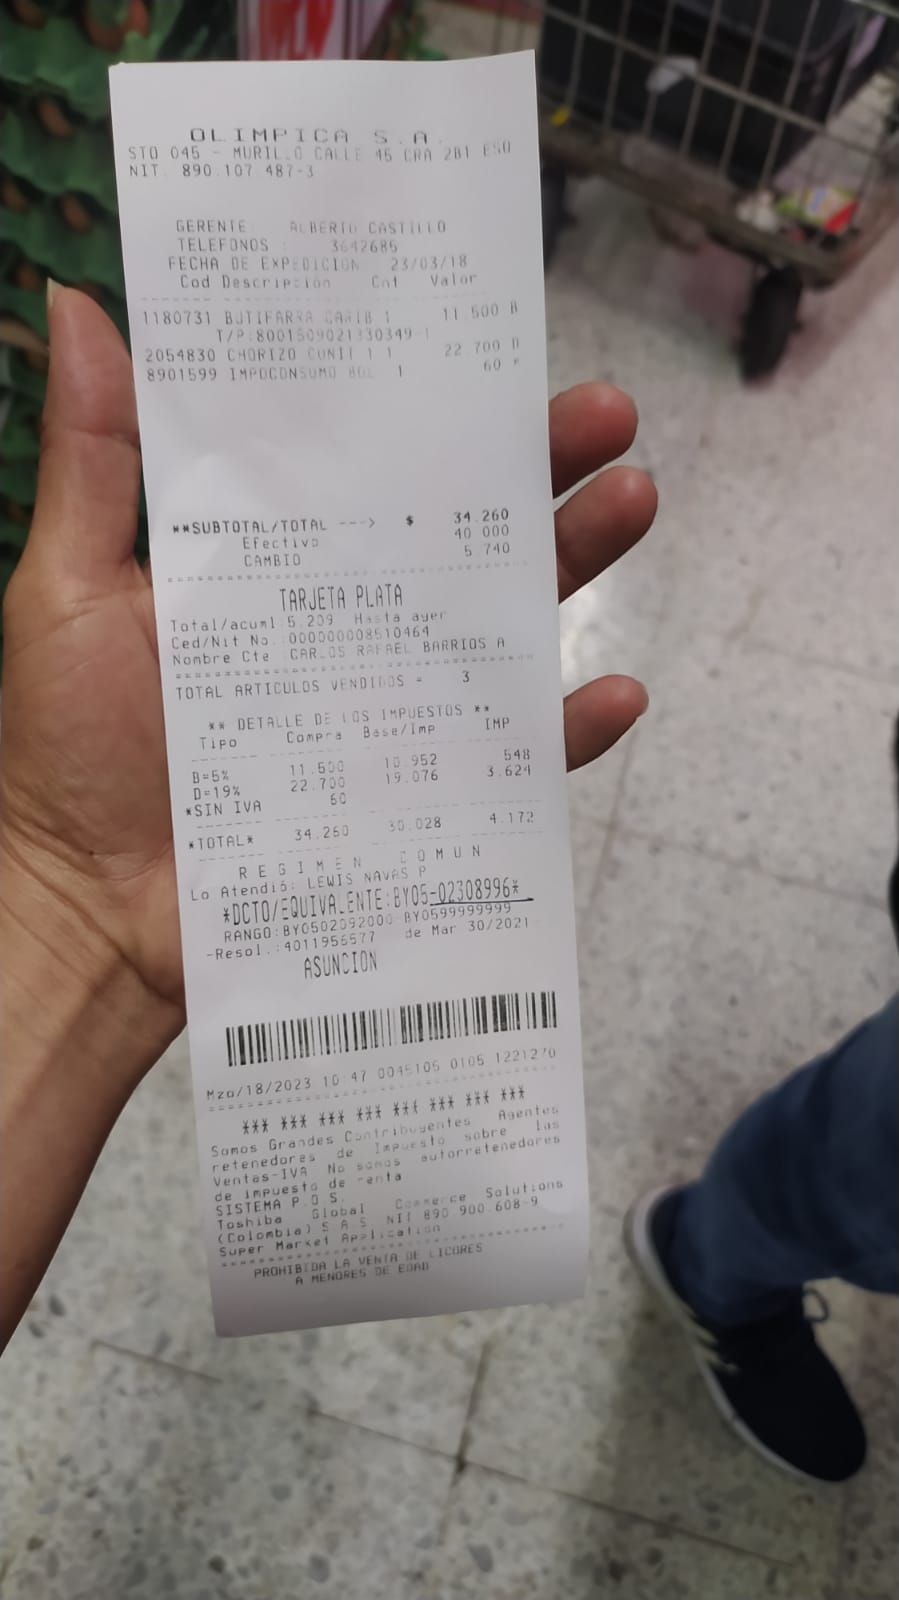 OLIMPICA S.A.
STO 045 - MURILLO CALLE 45 CRA 2B1 ESQ
NIT. 890.107.487-3
GERENTE: ALBERTO CASTILLO
TELEFONOS : 3642685
FECHA DE EXPEDICION 23/03/18
Cod Descripción Cnt Valor
1180731 BUTIFARRA CARIB 1 11.500 B
T/P:8001509021330349-1
2054830 CHORIZO CUNIT 1 1 22.700 D
8901599 IMPOCONSUMO BOL 1 60 *
**SUBTOTAL/TOTAL ---> $ 34.260
Efectivo 40.000
CAMBIO 5.740
TARJETA PLATA
Total/acuml 5.209 Hasta ayer
Ced/Nit No.:000000008510464
Nombre Cte CARLOS RAFAEL BARRIOS A
TOTAL ARTICULOS VENDIDOS = 3
** DETALLE DE LOS IMPUESTOS **
Tipo Compra Base/Imp IMP
B=5% 11.500 10.952 548
D=19% 22.700 19.076 3.624
*SIN IVA 60
*TOTAL* 34.260 30.028 4.172
REGIMEN COMUN
Lo Atendió: LEWIS NAVAS P
*DCTO/EQUIVALENTE:BY05-02308996*
RANGO:BY0502092000-BY0599999999
-Resol.:4011956577 de Mar 30/2021
ASUNCION
Mzo/18/2023 10:47 0045105 0105 1221270
*** *** *** *** *** *** *** ***
Somos Grandes Contribuyentes Agentes
retenedores de Impuesto sobre las
Ventas-IVA No somos autorretenedores
de impuesto de renta
SISTEMA P.O.S.
Toshiba Global Commerce Solutions
(Colombia) S.A.S. NIT 890.900.608-9
Super Market Application
PROHIBIDA LA VENTA DE LICORES
A MENORES DE EDAD